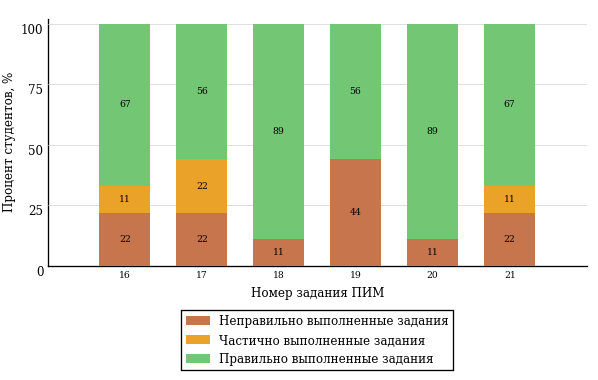 Процент студентов, %
100
75
50
25
0
67 56 89 56 89 67
11 22 11
22 22 11 44 11 22
16 17 18 19 20 21
Номер задания ПИМ
Неправильно выполненные задания
Частично выполненные задания
Правильно выполненные задания